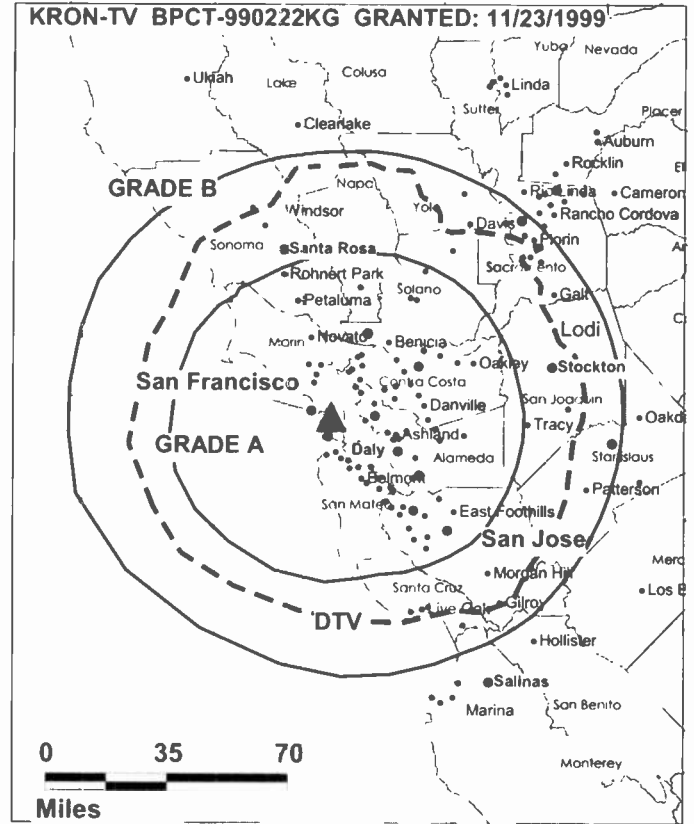 KRON-TV BPCT-990222KG GRANTED: 11/23/1999
Yuba Nevada
Ukiah Lake Colusa
Linda
Sutter
Placer
Clearlake
Auburn
Rocklin
GRADE B
Napa
Rio Linda Cameron
Windsor Yolo
Rancho Cordova
Davis
Florin
Sonoma Santa Rosa
Sacramento
Rohnert Park
Solano
Petaluma
Galt
Lodi
Marin Novato Benicia
Oakley Stockton
San Francisco
Contra Costa
San Joaquin
Danville
Tracy Oakd
GRADE A
Daly Ashland
Alameda
Stanislaus
Belmont
Patterson
San Mateo
East Foothills
San Jose
Merc
Morgan Hill
Santa Cruz
Los B
Live Oak Gilroy
DTV
Hollister
Salinas
Marina
San Benito
0 35 70
Monterey
Miles